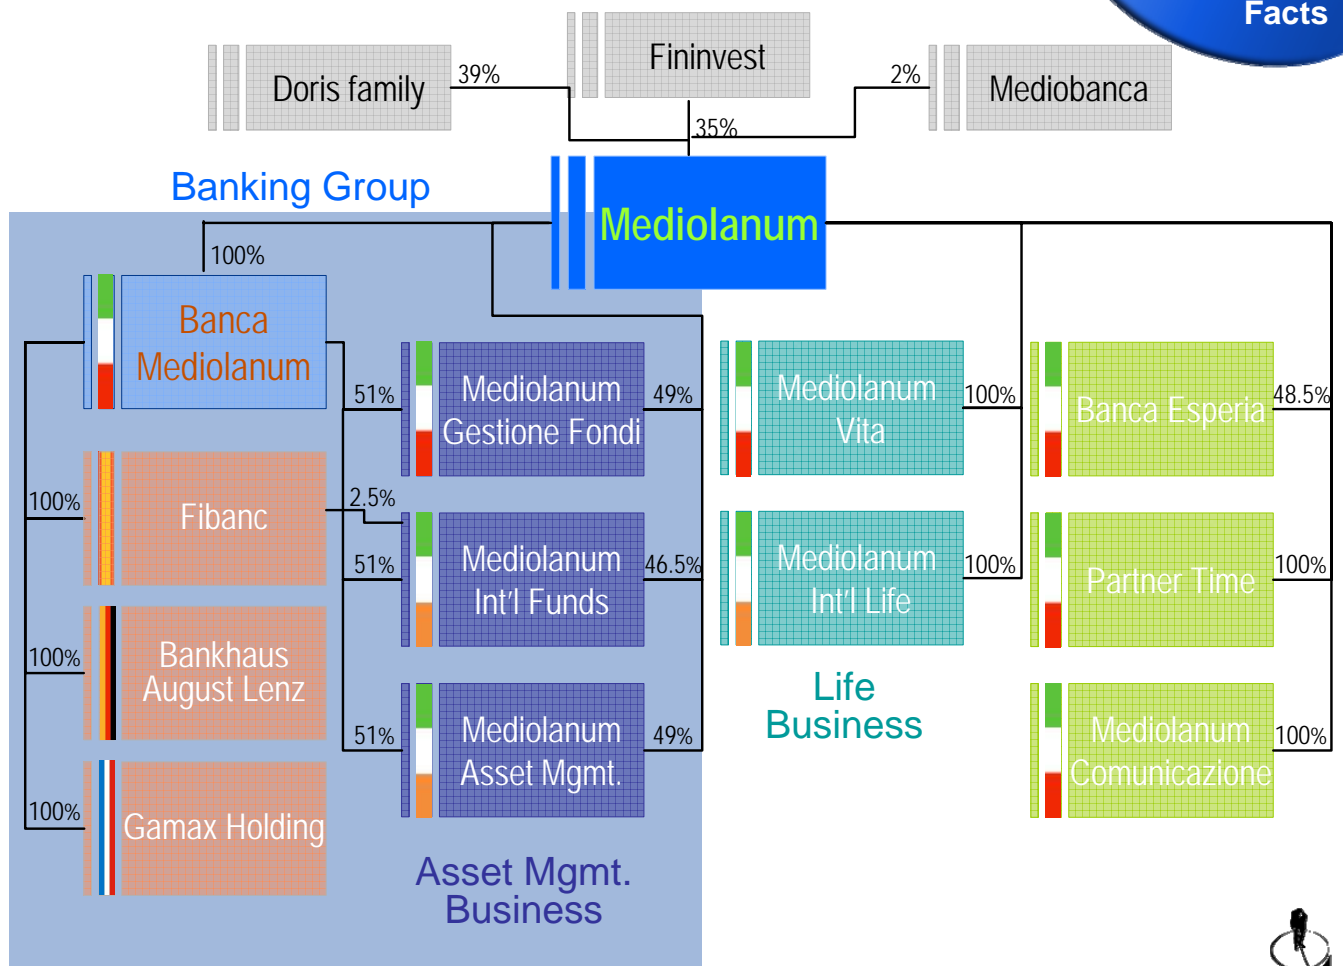 Facts
Doris family
39%
Fininvest
35%
2%
Mediobanca
Banking Group
Mediolanum
100%
Banca
Mediolanum
51%
Mediolanum
Gestione Fondi
49%
Mediolanum
Vita
100%
Banca Esperia
48.5%
100%
Fibanc
2.5%
51%
Mediolanum
Int'l Funds
46.5%
Mediolanum
Int'l Life
100%
Partner Time
100%
100%
Bankhaus
August Lenz
51%
Mediolanum
Asset Mgmt.
49%
Life
Business
Mediolanum
Comunicazione
100%
100%
Gamax Holding
Asset Mgmt.
Business